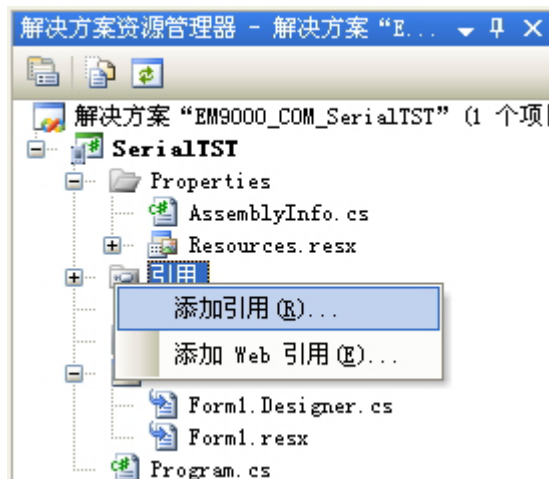 解决方案资源管理器 - 解决方案 “E...
解决方案 “EM9000_COM_SerialTST” (1 个项
SerialTST
Properties
AssemblyInfo.cs
Resources.resx
引用
添加引用(R)...
添加 Web 引用(E)...
Form1.Designer.cs
Form1.resx
Program.cs